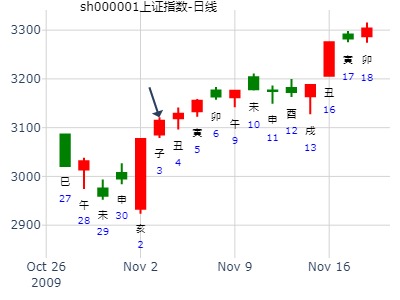 sh000001上证指数-日线
3300
3200
3100
3000
2900
巳
27
午
28
未
29
申
30
亥
2
子
3
丑
4
寅
5
卯
6
午
9
未
10
申
11
酉
12
戌
13
丑
16
寅
17
卯
18
Oct 26
2009
Nov 2
Nov 9
Nov 16